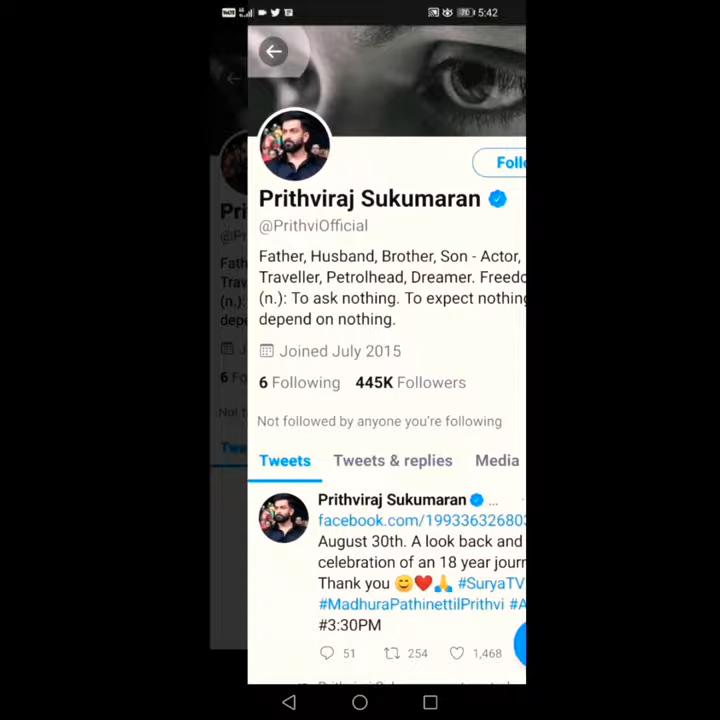 5:42
Foll
Prithviraj Sukumaran
@PrithviOfficial
Father, Husband, Brother, Son - Actor,
Traveller, Petrolhead, Dreamer. Freedo
(n.): To ask nothing. To expect nothing
depend on nothing.
Joined July 2015
6 Following 445K Followers
Not followed by anyone you're following
Tweets Tweets & replies Media
Prithviraj Sukumaran ...
facebook.com/199336326803
August 30th. A look back and
celebration of an 18 year journ
Thank you 😊❤️🙏 #SuryaTV
#MadhuraPathinettilPrithvi #A
#3:30PM
51 254 1,468